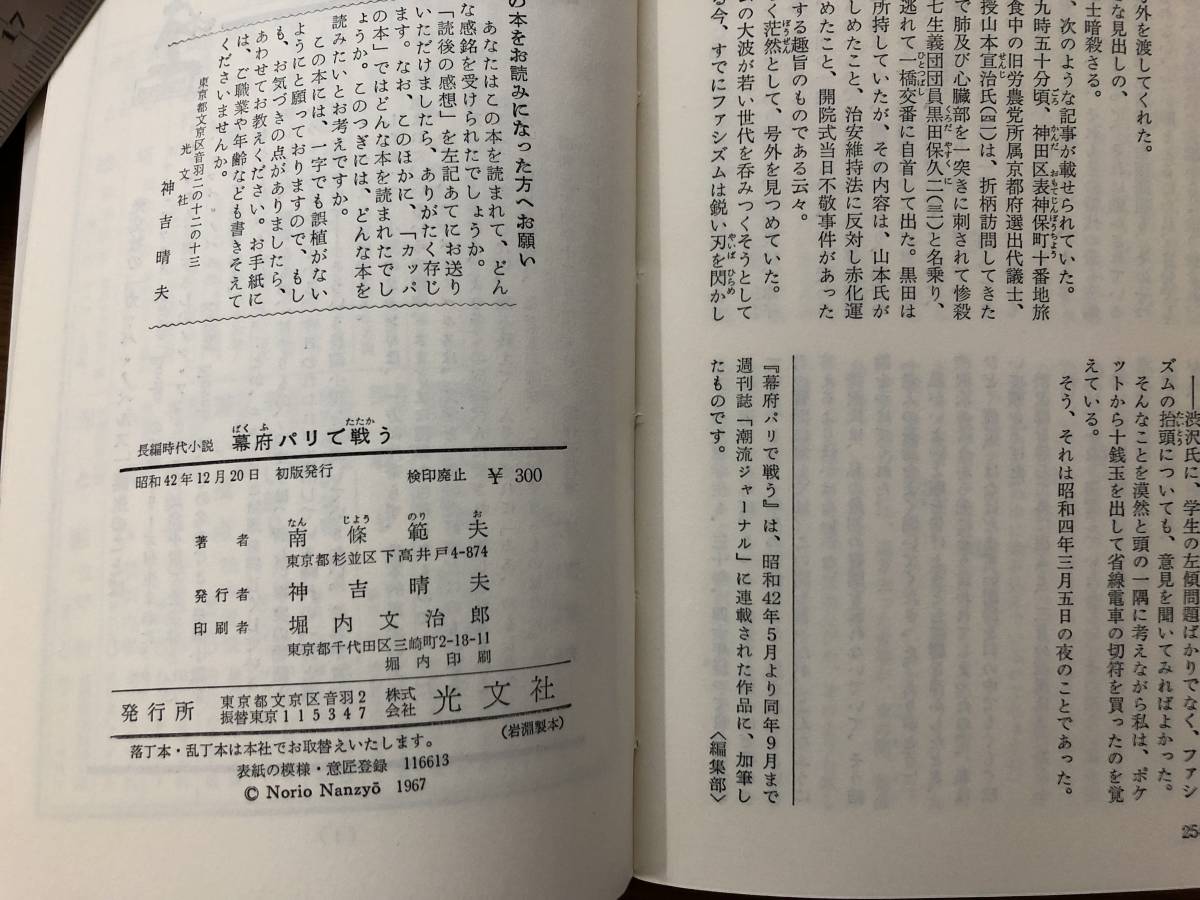 外を渡してくれた。
な見出しの、
士暗殺さる。
、次のような記事が載せられていた。
九時五十分頃、神田区表神保町十番地旅
食中の旧労農党所属京都府選出代議士、
授山本宣治氏(四一)は、折柄訪問してきた
で肺及び心臓部を一突きに刺されて惨殺
七生義団団員黒田保久二(三一)と名乗り、
逃れて一橋交番に自首して出た。黒田は
所持していたが、その内容は、山本氏が
しめたこと、治安維持法に反対し赤化運
めたこと、開院式当日不敬事件があった
する趣旨のものである云々。
く茫然として、号外を見つめていた。
の大波が若い世代を呑みつくそうとして
る今、すでにファシズムは鋭い刃を閃かし
――渋沢氏に、学生の左傾問題ばかりでなく、ファシ
ズムの抬頭についても、意見を聞いてみればよかった。
そんなことを漠然と頭の一隅に考えながら私は、ポケ
ットから十銭玉を出して省線電車の切符を買ったのを覚
えている。
そう、それは昭和四年三月五日の夜のことであった。
『幕府パリで戦う』は、昭和42年5月より同年9月まで
週刊誌「潮流ジャーナル」に連載された作品に、加筆し
たものです。
〈編集部〉
25
の本をお読みになった方へお願い
あなたはこの本を読まれて、どん
な感銘を受けられたでしょうか。
「読後の感想」を左記あてにお送り
いただけましたら、ありがたく存じ
ます。なお、このほかに、「カッパ
の本」ではどんな本を読まれたでし
ょうか。このつぎには、どんな本を
読みたいとお考えですか。
この本には、一字でも誤植がない
ようにと願っておりますので、もし
も、お気づきの点がありましたら、
あわせてお教えください。お手紙に
は、ご職業や年齢なども書きそえて
くださいませんか。
東京都文京区音羽二の十二の十三
光文社
神吉晴夫
長編時代小説 幕府パリで戦う
昭和42年12月20日 初版発行 検印廃止 ¥ 300
著者 南條範夫
東京都杉並区下高井戸4-874
発行者 神吉晴夫
印刷者 堀内文治郎
東京都千代田区三崎町2-18-11
堀内印刷
発行所 東京都文京区音羽2 振替東京115347 株式会社 光文社
(岩淵製本)
落丁本・乱丁本は本社でお取替えいたします。
表紙の模様・意匠登録 116613
© Norio Nanzyō 1967